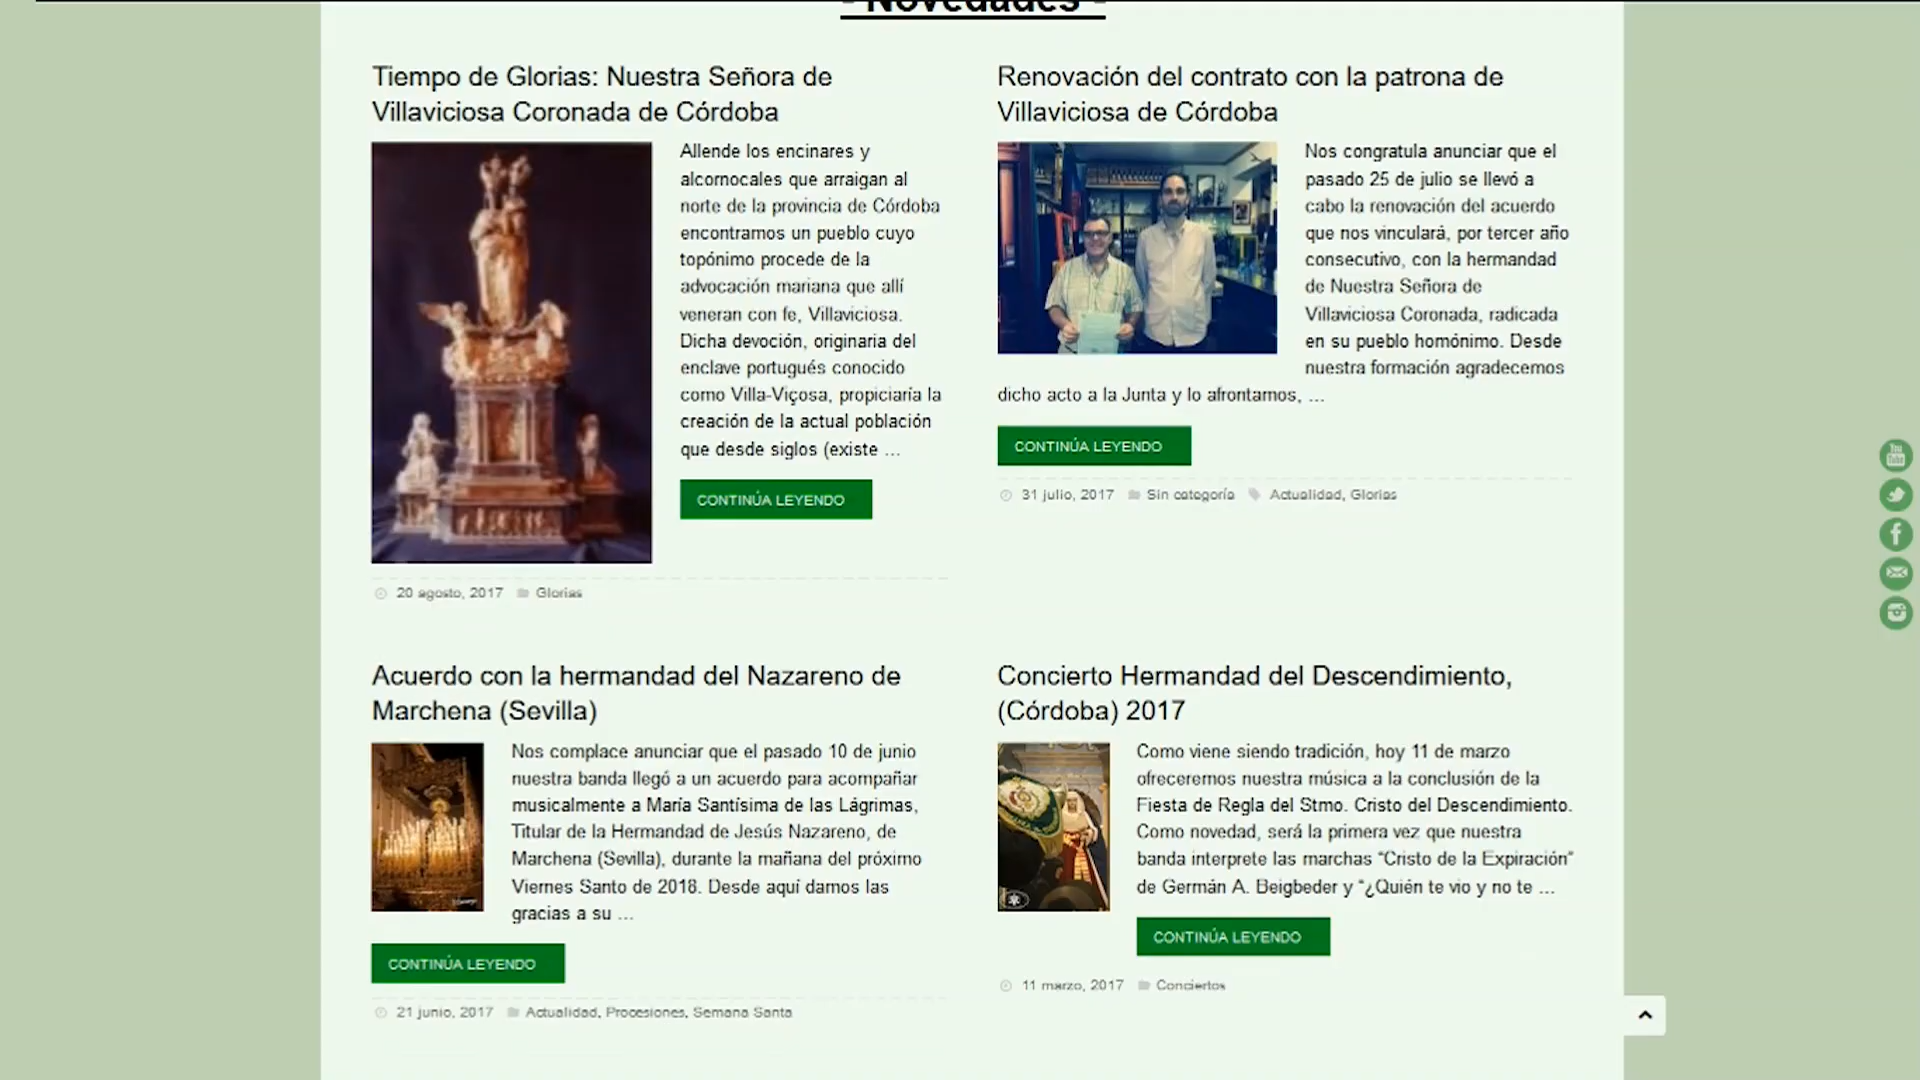 - Novedades -
Tiempo de Glorias: Nuestra Señora de
Villaviciosa Coronada de Córdoba
Allende los encinares y
alcornocales que arraigan al
norte de la provincia de Córdoba
encontramos un pueblo cuyo
topónimo procede de la
advocación mariana que allí
veneran con fe, Villaviciosa.
Dicha devoción, originaria del
enclave portugués conocido
como Villa-Viçosa, propiciaría la
creación de la actual población
que desde siglos (existe ...
CONTINÚA LEYENDO
20 agosto, 2017 Glorias
Renovación del contrato con la patrona de
Villaviciosa de Córdoba
Nos congratula anunciar que el
pasado 25 de julio se llevó a
cabo la renovación del acuerdo
que nos vinculará, por tercer año
consecutivo, con la hermandad
de Nuestra Señora de
Villaviciosa Coronada, radicada
en su pueblo homónimo. Desde
nuestra formación agradecemos
dicho acto a la Junta y lo afrontamos, ...
CONTINÚA LEYENDO
31 julio, 2017 Sin categoría Actualidad, Glorias
Acuerdo con la hermandad del Nazareno de
Marchena (Sevilla)
Nos complace anunciar que el pasado 10 de junio
nuestra banda llegó a un acuerdo para acompañar
musicalmente a María Santísima de las Lágrimas,
Titular de la Hermandad de Jesús Nazareno, de
Marchena (Sevilla), durante la mañana del próximo
Viernes Santo de 2018. Desde aquí damos las
gracias a su ...
CONTINÚA LEYENDO
21 junio, 2017 Actualidad, Procesiones, Semana Santa
Concierto Hermandad del Descendimiento,
(Córdoba) 2017
Como viene siendo tradición, hoy 11 de marzo
ofreceremos nuestra música a la conclusión de la
Fiesta de Regla del Stmo. Cristo del Descendimiento.
Como novedad, será la primera vez que nuestra
banda interprete las marchas “Cristo de la Expiración”
de Germán A. Beigbeder y “¿Quién te vio y no te ...
CONTINÚA LEYENDO
11 marzo, 2017 Conciertos
You
Tube